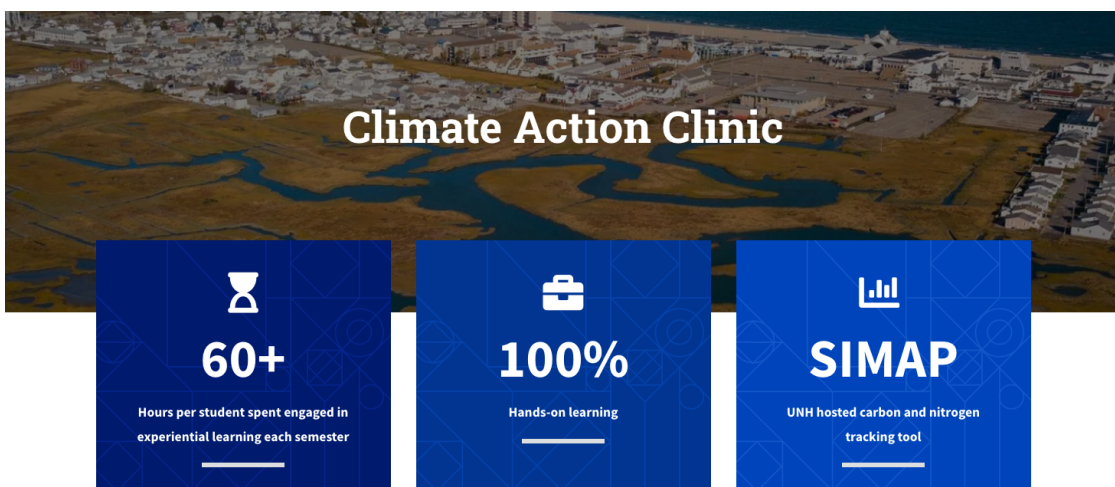 Climate Action Clinic
60+
Hours per student spent engaged in
experiential learning each semester
100%
Hands-on learning
SIMAP
UNH hosted carbon and nitrogen
tracking tool